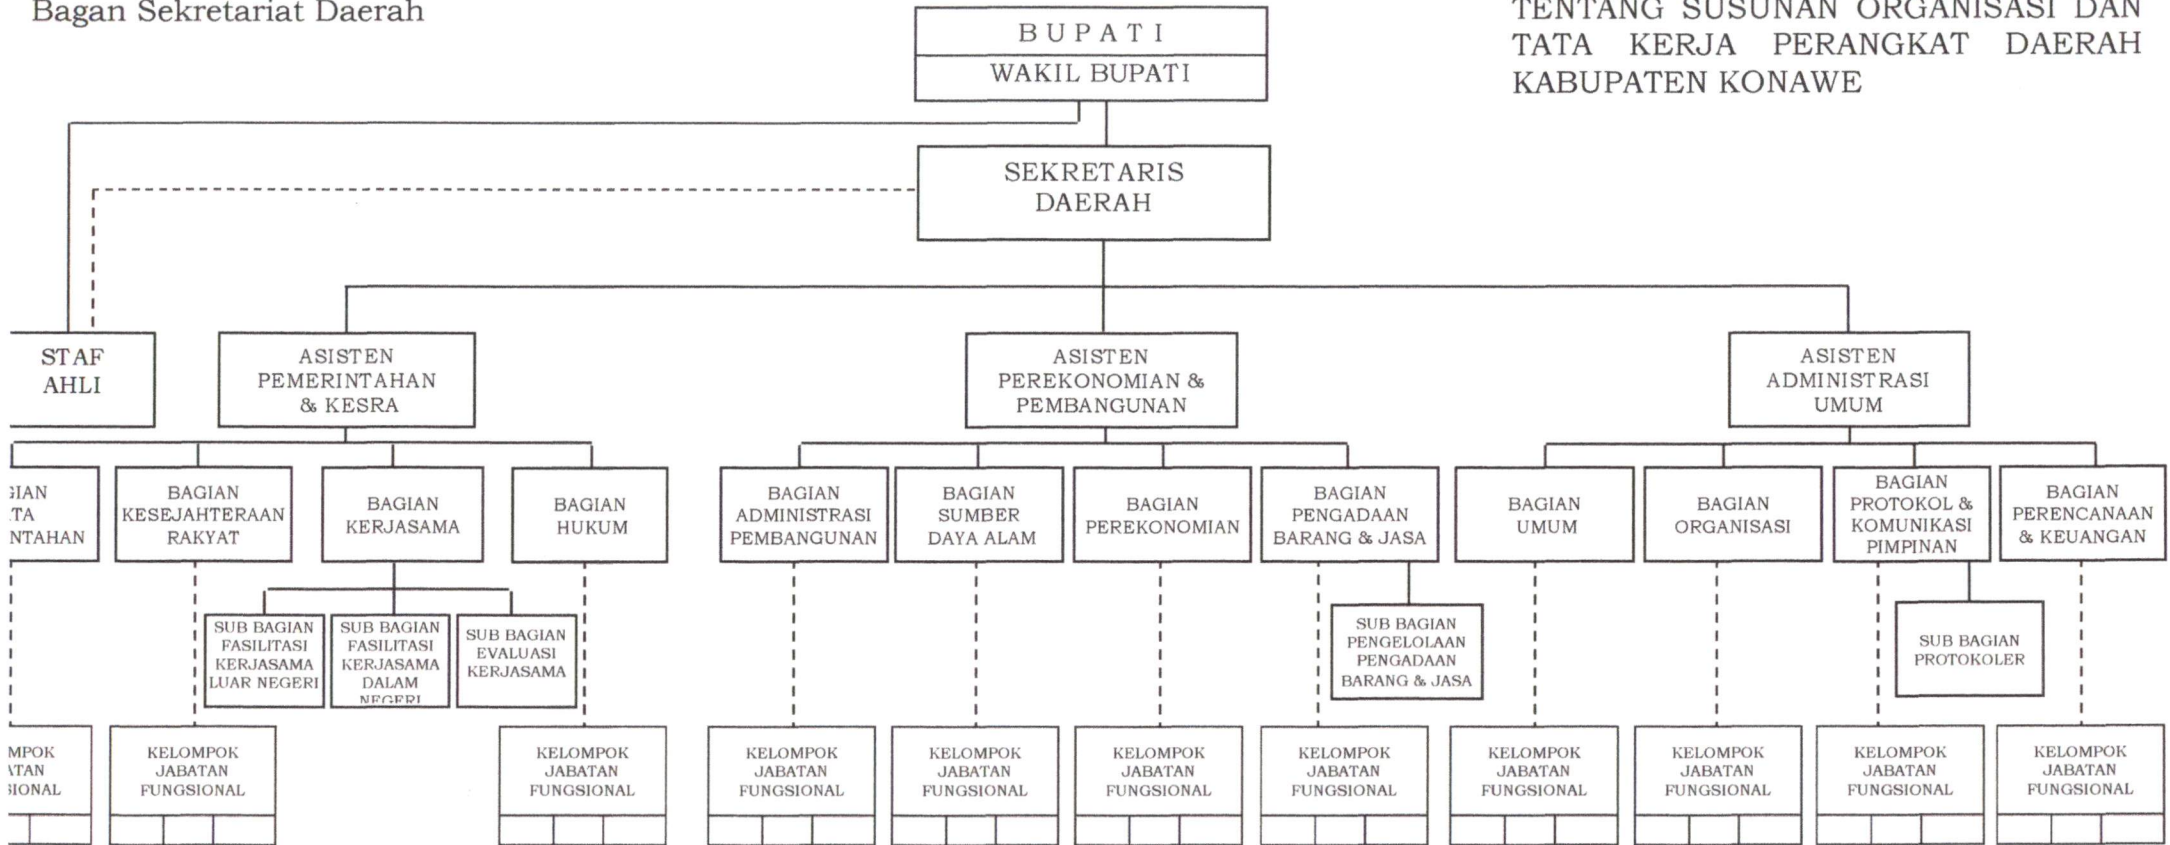 Bagan Sekretariat Daerah
TENTANG SUSUNAN ORGANISASI DAN
TATA KERJA PERANGKAT DAERAH
KABUPATEN KONAWE
BUPATI
WAKIL BUPATI
SEKRETARIS
DAERAH
STAF
AHLI
ASISTEN
PEMERINTAHAN
& KESRA
ASISTEN
PEREKONOMIAN &
PEMBANGUNAN
ASISTEN
ADMINISTRASI
UMUM
BAGIAN
KESEJAHTERAAN
RAKYAT
BAGIAN
KERJASAMA
BAGIAN
HUKUM
BAGIAN
ADMINISTRASI
PEMBANGUNAN
BAGIAN
SUMBER
DAYA ALAM
BAGIAN
PEREKONOMIAN
BAGIAN
PENGADAAN
BARANG & JASA
BAGIAN
UMUM
BAGIAN
ORGANISASI
BAGIAN
PROTOKOL &
KOMUNIKASI
PIMPINAN
BAGIAN
PERENCANAAN
& KEUANGAN
SUB BAGIAN
FASILITASI
KERJASAMA
LUAR NEGERI
SUB BAGIAN
FASILITASI
KERJASAMA
DALAM
NEGERI
SUB BAGIAN
EVALUASI
KERJASAMA
SUB BAGIAN
PENGELOLAAN
PENGADAAN
BARANG & JASA
SUB BAGIAN
PROTOKOLER
KELOMPOK
JABATAN
FUNGSIONAL
KELOMPOK
JABATAN
FUNGSIONAL
KELOMPOK
JABATAN
FUNGSIONAL
KELOMPOK
JABATAN
FUNGSIONAL
KELOMPOK
JABATAN
FUNGSIONAL
KELOMPOK
JABATAN
FUNGSIONAL
KELOMPOK
JABATAN
FUNGSIONAL
KELOMPOK
JABATAN
FUNGSIONAL
KELOMPOK
JABATAN
FUNGSIONAL
KELOMPOK
JABATAN
FUNGSIONAL